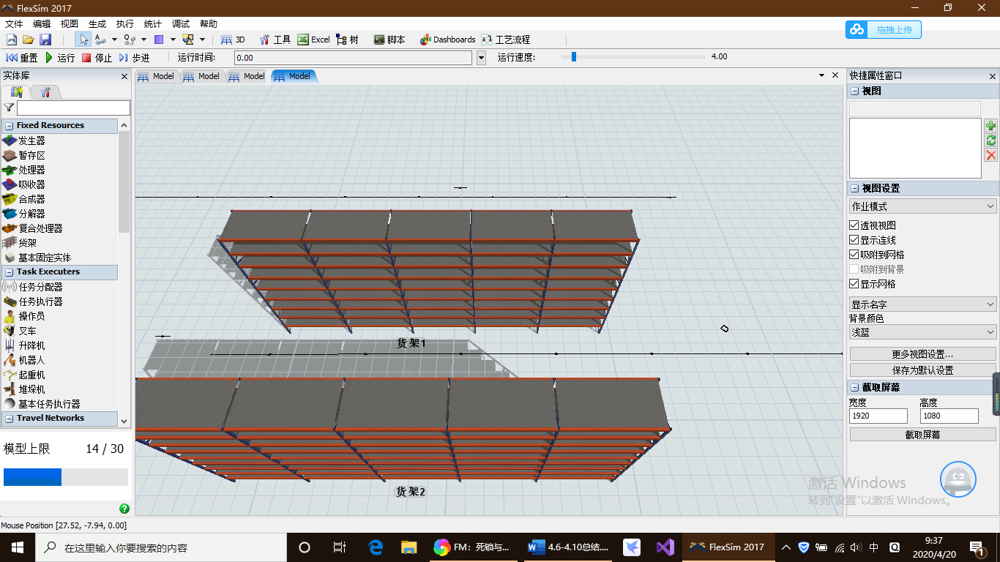 FlexSim 2017
文件 编辑 视图 生成 执行 统计 调试 帮助
拖拽上传
3D 工具 Excel 树 脚本 Dashboards 工艺流程
重置 运行 停止 步进 运行时间: 0.00 运行速度: 4.00
实体库
Model Model Model Model
快捷属性窗口
视图
Fixed Resources
发生器
暂存区
处理器
吸收器
合成器
分解器
复合处理器
货架
基本固定实体
Task Executers
任务分配器
任务执行器
操作员
叉车
升降机
机器人
起重机
堆垛机
基本任务执行器
Travel Networks
模型上限 14 / 30
货架1
货架2
视图设置
作业模式
透视视图
显示连线
吸附到网格
吸附到背景
显示网格
显示名字
背景颜色
浅蓝
更多视图设置...
保存为默认设置
截取屏幕
宽度 高度
1920 1080
截取屏幕
激活 Windows
转到"设置"以激活 Windows。
Mouse Position [27.52, -7.94, 0.00]
在这里输入你要搜索的内容
FM：死锁与...
4.6-4.10总结....
FlexSim 2017
中
9:37
2020/4/20
1